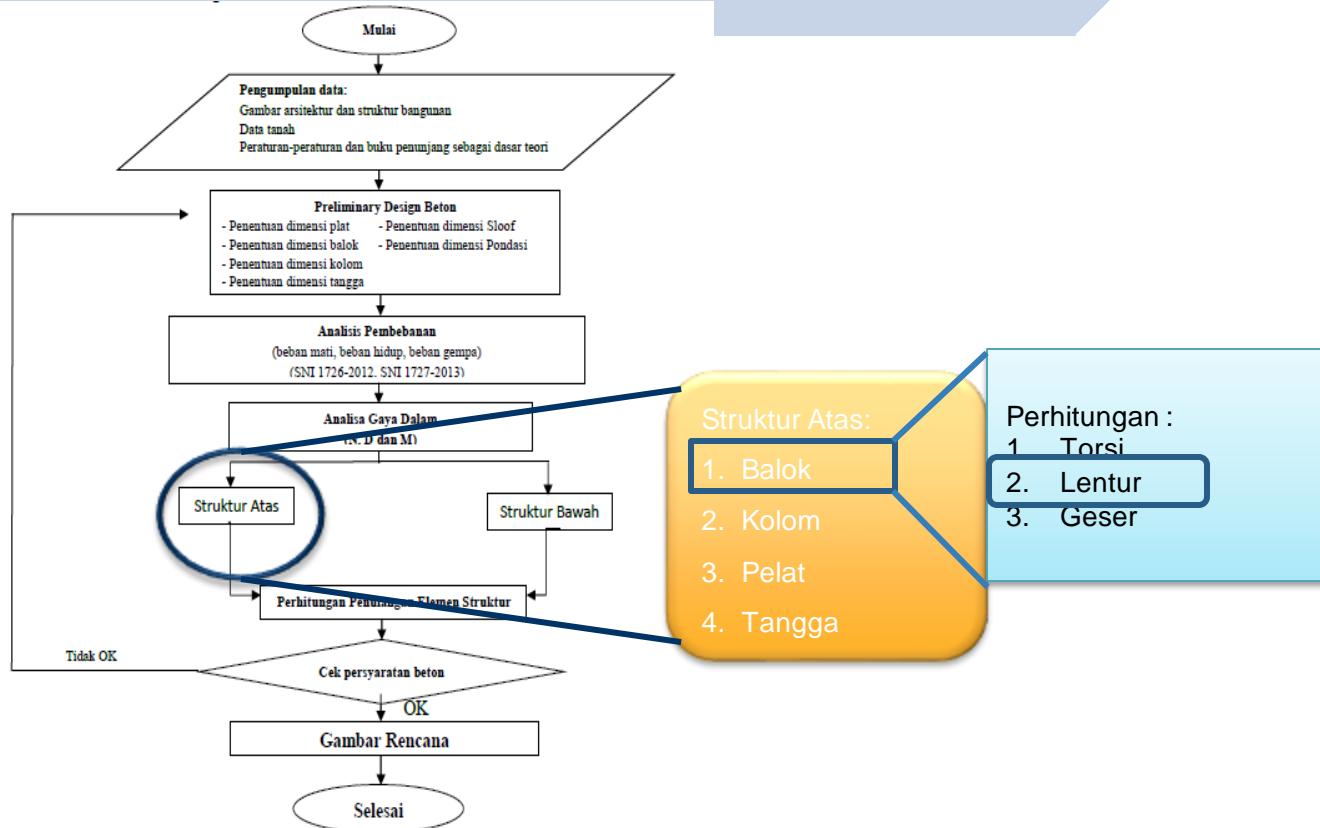 Mulai
Pengumpulan data:
Gambar arsitektur dan struktur bangunan
Data tanah
Peraturan-peraturan dan buku penunjang sebagai dasar teori
Preliminary Design Beton
- Penentuan dimensi plat - Penentuan dimensi Sloof
- Penentuan dimensi balok - Penentuan dimensi Pondasi
- Penentuan dimensi kolom
- Penentuan dimensi tangga
Analisis Pembebanan
(beban mati, beban hidup, beban gempa)
(SNI 1726-2012, SNI 1727-2013)
Analisa Gaya Dalam
(N, D dan M)
Struktur Atas
Struktur Bawah
Perhitungan Penulangan Elemen Struktur
Tidak OK
Cek persyaratan beton
OK
Gambar Rencana
Selesai
Struktur Atas:
1. Balok
2. Kolom
3. Pelat
4. Tangga
Perhitungan :
1. Torsi
2. Lentur
3. Geser